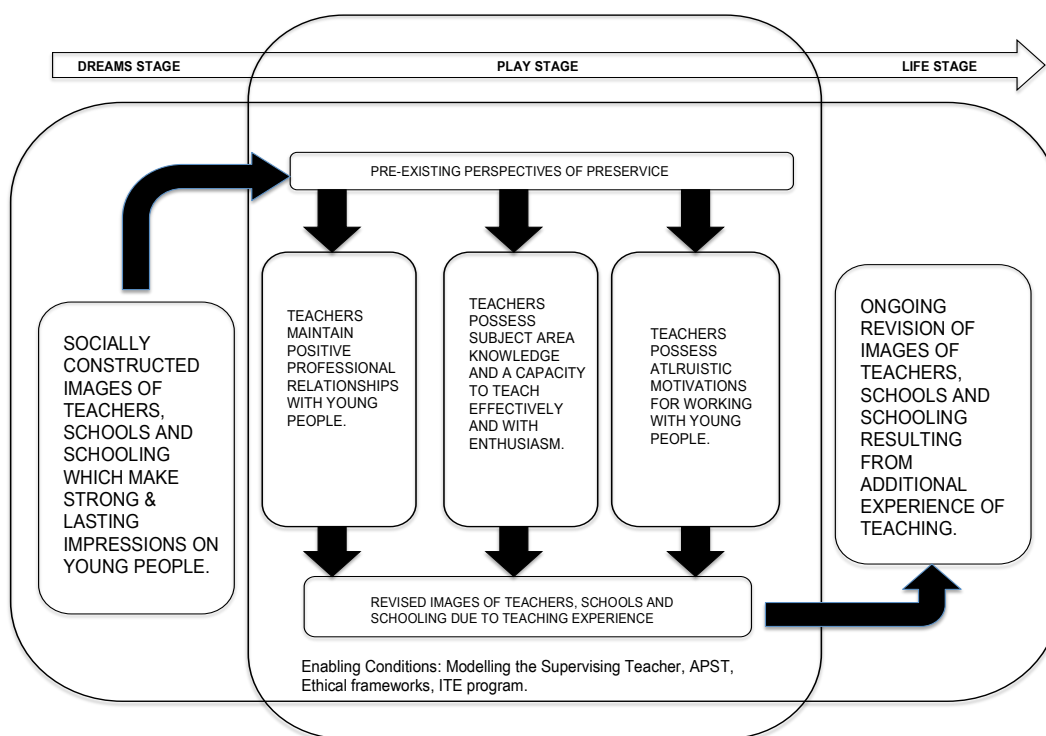 DREAMS STAGE
PLAY STAGE
LIFE STAGE
PRE-EXISTING PERSPECTIVES OF PRESERVICE
SOCIALLY
CONSTRUCTED
IMAGES OF
TEACHERS,
SCHOOLS AND
SCHOOLING
WHICH MAKE
STRONG &
LASTING
IMPRESSIONS ON
YOUNG PEOPLE.
TEACHERS
MAINTAIN
POSITIVE
PROFESSIONAL
RELATIONSHIPS
WITH YOUNG
PEOPLE.
TEACHERS
POSSESS
SUBJECT AREA
KNOWLEDGE
AND A CAPACITY
TO TEACH
EFFECTIVELY
AND WITH
ENTHUSIASM.
TEACHERS
POSSESS
ATLRUISTIC
MOTIVATIONS
FOR WORKING
WITH YOUNG
PEOPLE.
ONGOING
REVISION OF
IMAGES OF
TEACHERS,
SCHOOLS AND
SCHOOLING
RESULTING
FROM
ADDITIONAL
EXPERIENCE OF
TEACHING.
REVISED IMAGES OF TEACHERS, SCHOOLS AND
SCHOOLING DUE TO TEACHING EXPERIENCE
Enabling Conditions: Modelling the Supervising Teacher, APST,
Ethical frameworks, ITE program.